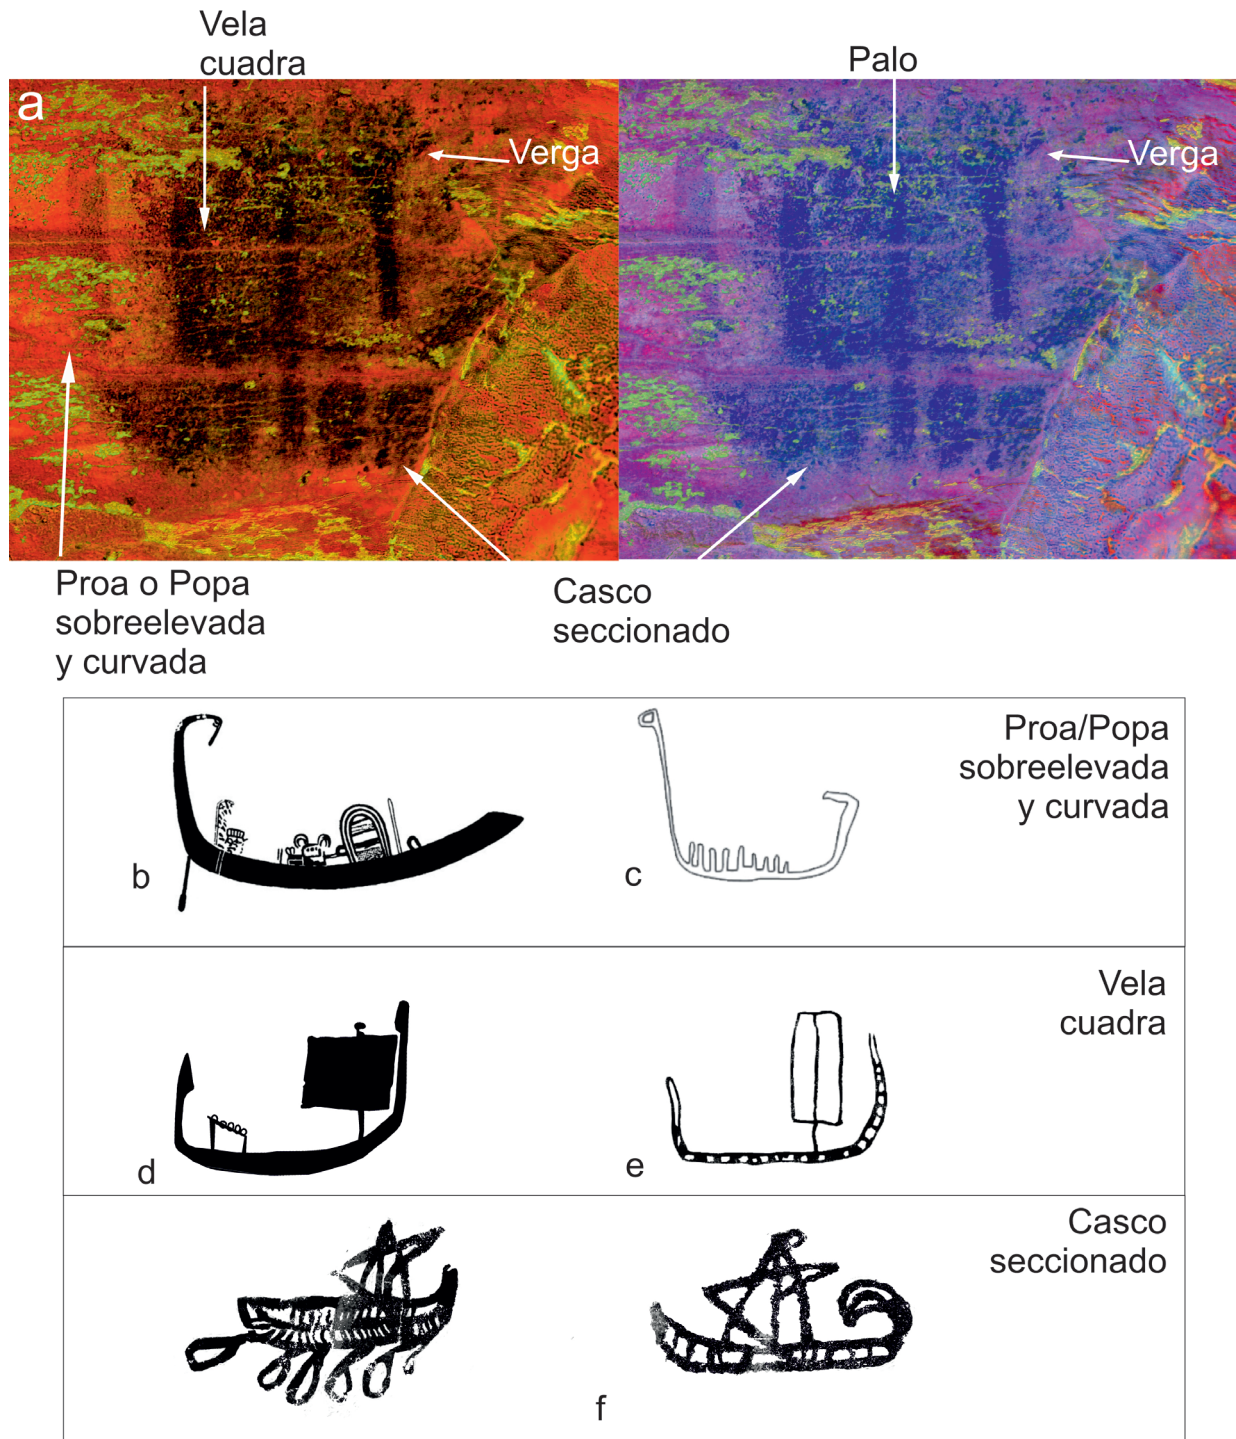 Vela
cuadra
Palo
a
Verga
Verga
Proa o Popa
sobreelevada
y curvada
Casco
seccionado
Proa/Popa
sobreelevada
y curvada
b
c
Vela
cuadra
d
e
Casco
seccionado
f